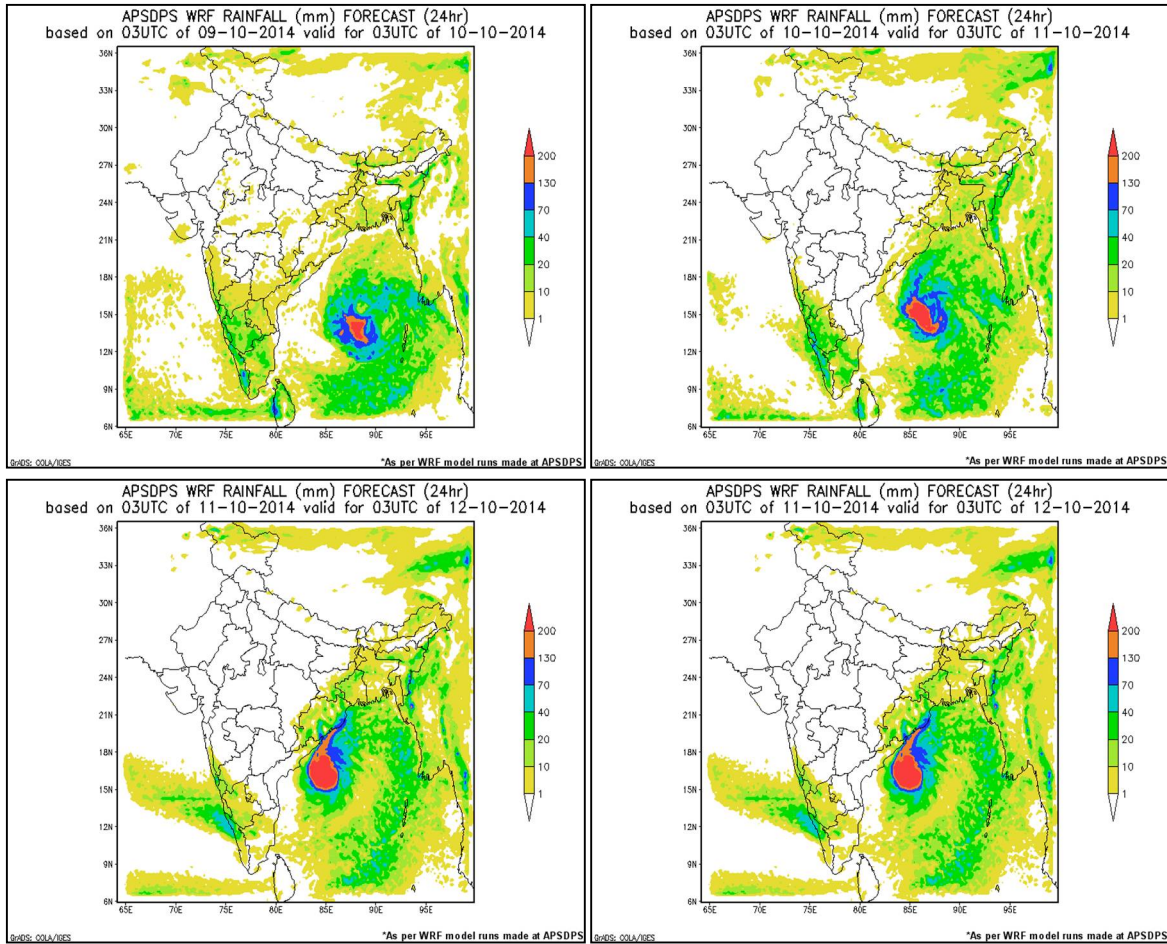 APSDPS WRF RAINFALL (mm) FORECAST (24hr)
based on 03UTC of 09-10-2014 valid for 03UTC of 10-10-2014
36N
33N
30N
27N
24N
21N
18N
15N
12N
9N
6N
65E 70E 75E 80E 85E 90E 95E
200
130
70
40
20
10
1
GrADS: COLA/IGES
*As per WRF model runs made at APSDPS
APSDPS WRF RAINFALL (mm) FORECAST (24hr)
based on 03UTC of 10-10-2014 valid for 03UTC of 11-10-2014
36N
33N
30N
27N
24N
21N
18N
15N
12N
9N
6N
65E 70E 75E 80E 85E 90E 95E
200
130
70
40
20
10
1
GrADS: COLA/IGES
*As per WRF model runs made at APSDPS
APSDPS WRF RAINFALL (mm) FORECAST (24hr)
based on 03UTC of 11-10-2014 valid for 03UTC of 12-10-2014
36N
33N
30N
27N
24N
21N
18N
15N
12N
9N
6N
65E 70E 75E 80E 85E 90E 95E
200
130
70
40
20
10
1
GrADS: COLA/IGES
*As per WRF model runs made at APSDPS
APSDPS WRF RAINFALL (mm) FORECAST (24hr)
based on 03UTC of 11-10-2014 valid for 03UTC of 12-10-2014
36N
33N
30N
27N
24N
21N
18N
15N
12N
9N
6N
65E 70E 75E 80E 85E 90E 95E
200
130
70
40
20
10
1
GrADS: COLA/IGES
*As per WRF model runs made at APSDPS